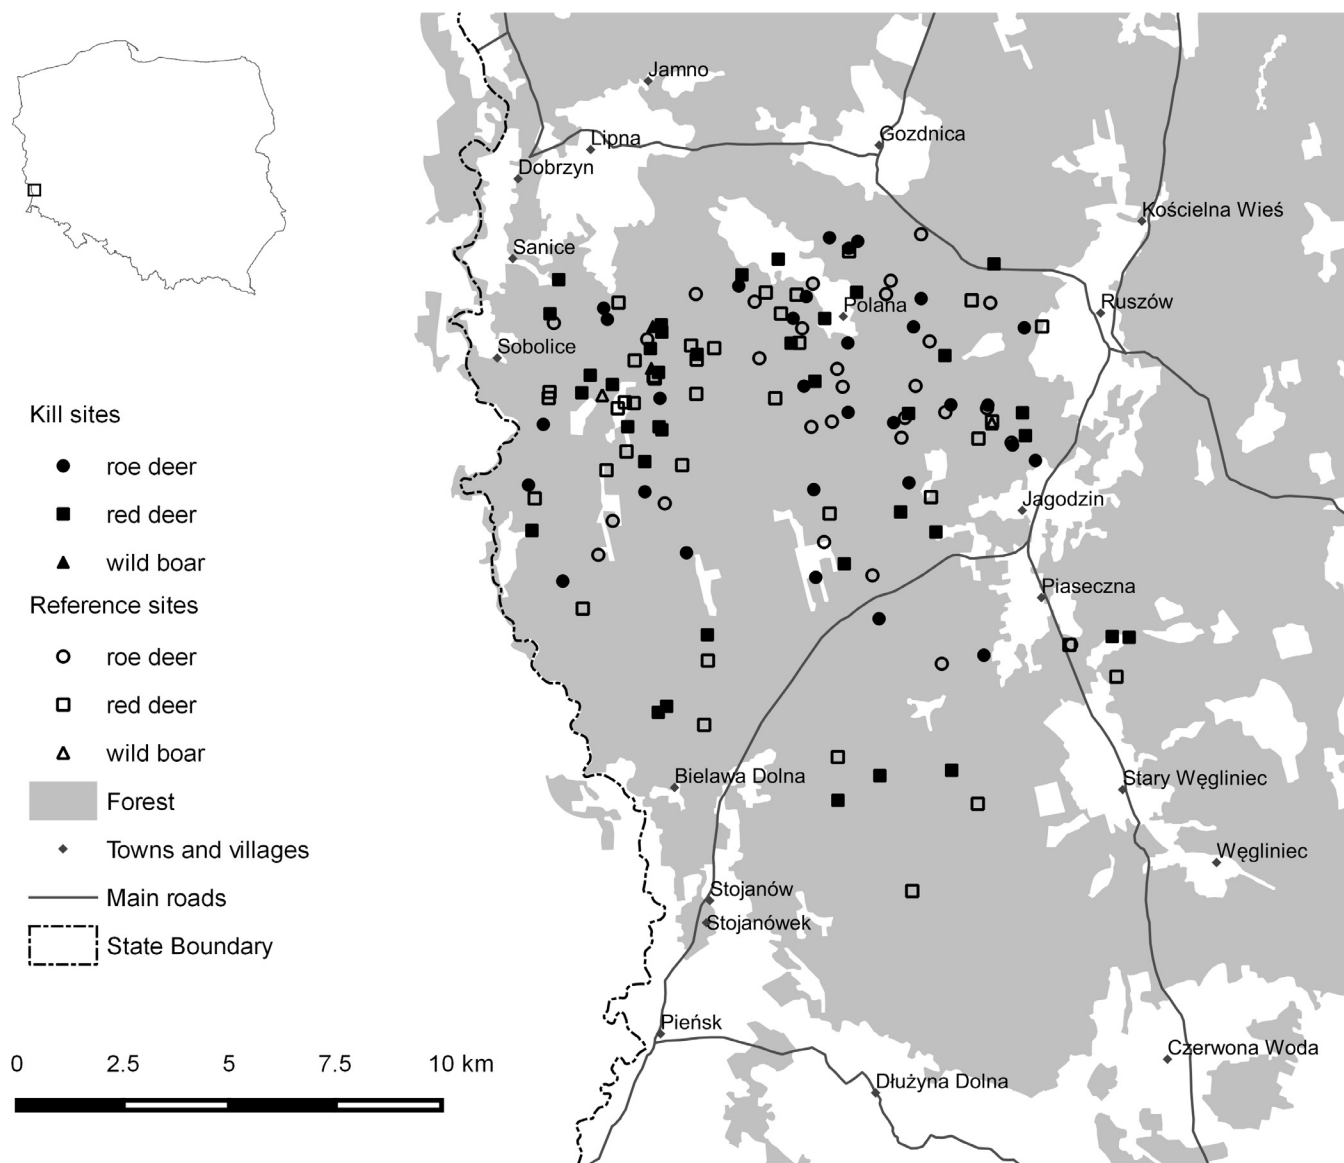 Jamno
Gozdnica
Lipna
Dobrzyn
Kościelna Wieś
Sanice
Polana
Ruszów
Sobolice
Kill sites
roe deer
red deer
wild boar
Reference sites
roe deer
red deer
wild boar
Forest
Towns and villages
Main roads
State Boundary
Jagodzin
Piaseczna
Bielawa Dolna
Stary Węgliniec
Węgliniec
Stojanów
Stojanówek
Pieńsk
Czerwona Woda
Dłużyna Dolna
0 2.5 5 7.5 10 km